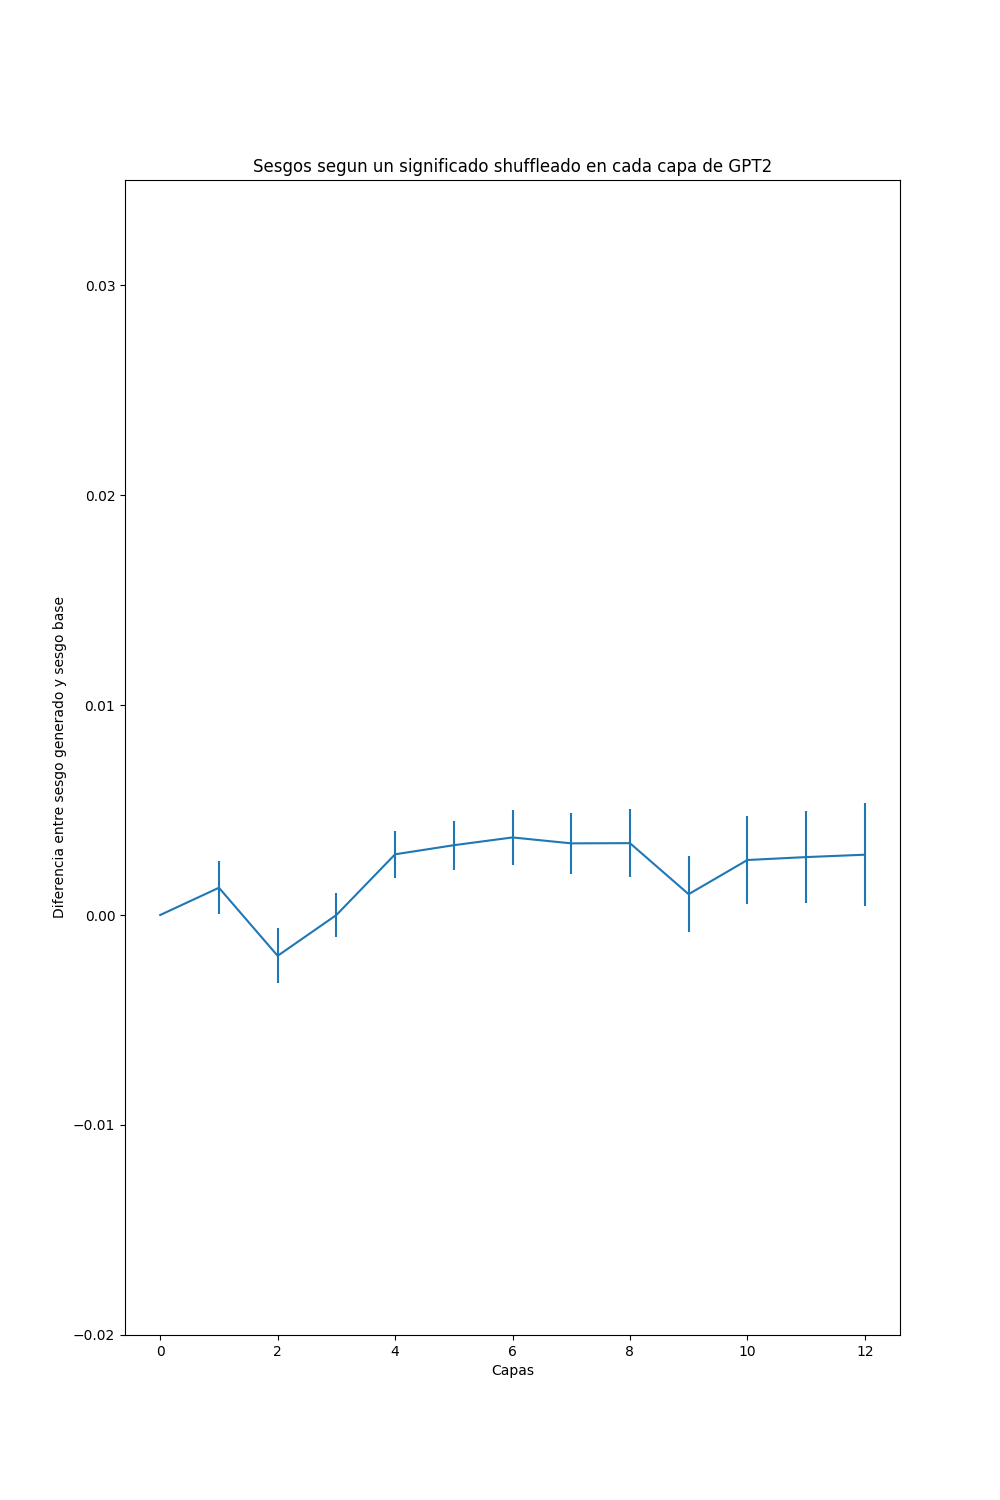 Sesgos segun un significado shuffleado en cada capa de GPT2
Diferencia entre sesgo generado y sesgo base
0.03
0.02
0.01
0.00
−0.01
−0.02
0 2 4 6 8 10 12
Capas